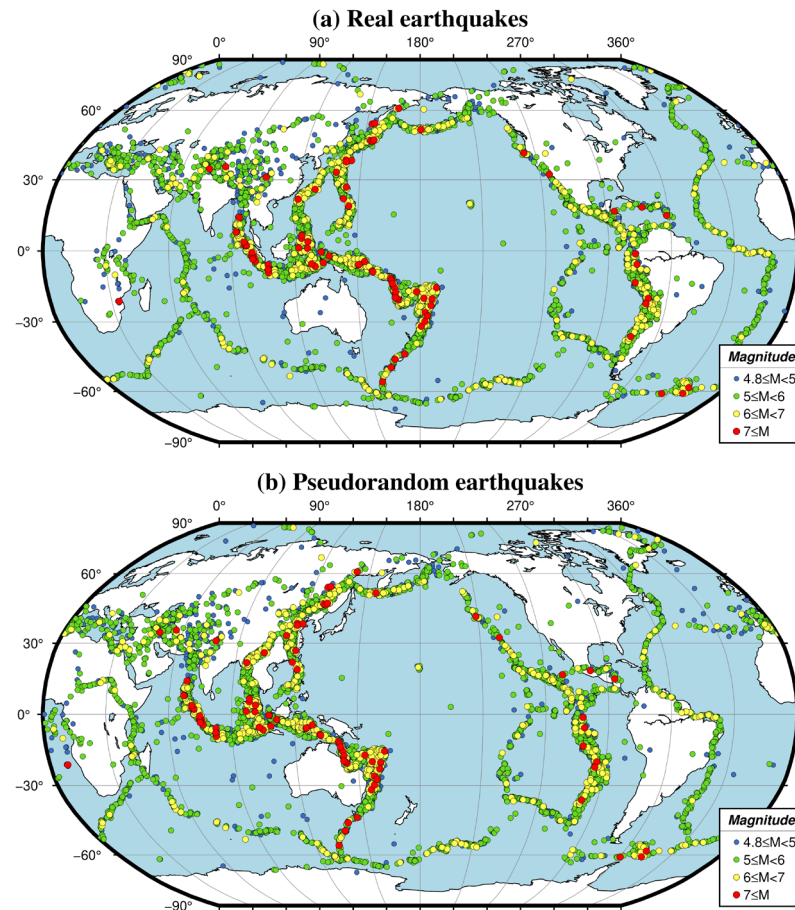 (a) Real earthquakes
0° 90° 180° 270° 360°
90°
60°
30°
0°
−30°
−60°
−90°
Magnitude
4.8≤M<5
5≤M<6
6≤M<7
7≤M
(b) Pseudorandom earthquakes
0° 90° 180° 270° 360°
90°
60°
30°
0°
−30°
−60°
−90°
Magnitude
4.8≤M<5
5≤M<6
6≤M<7
7≤M